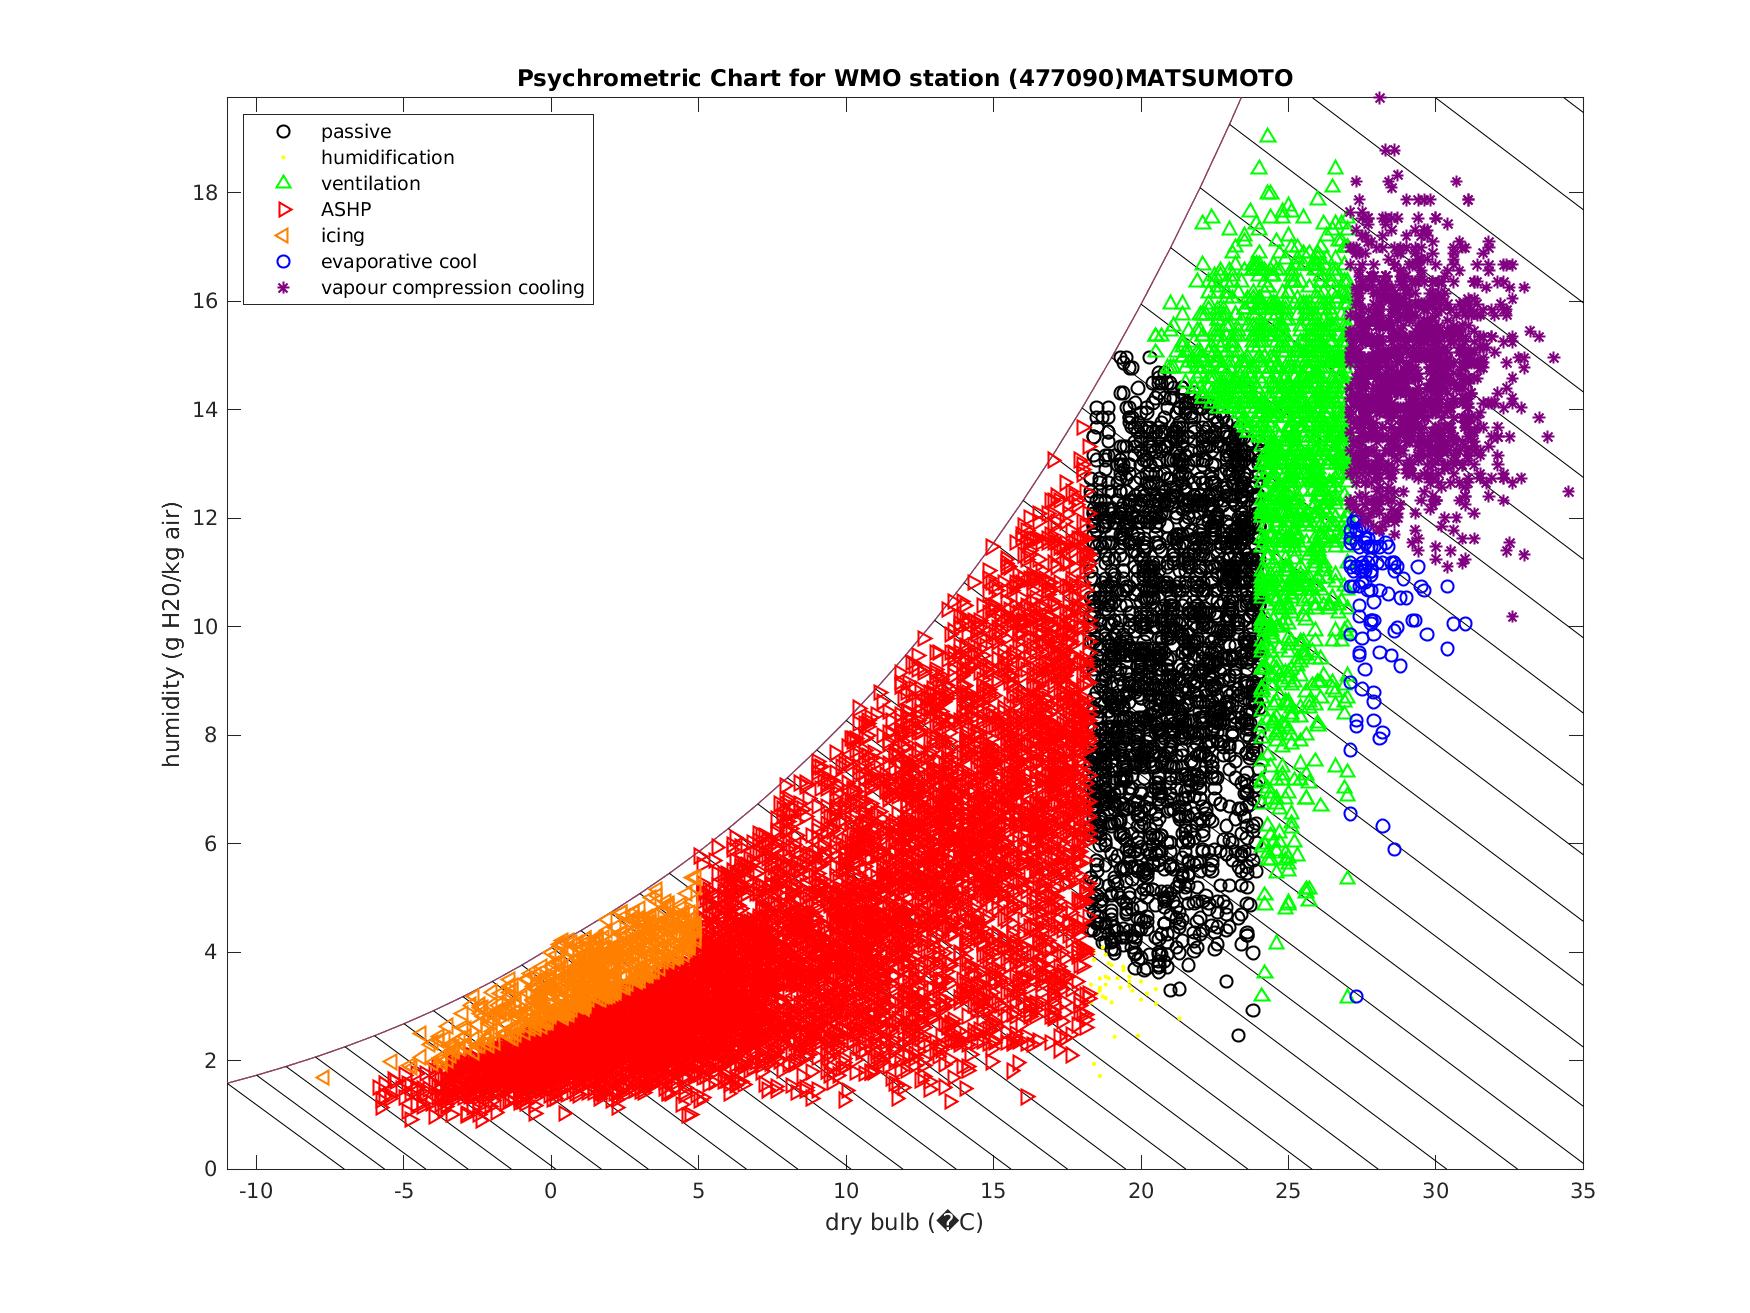 Psychrometric Chart for WMO station (477090)MATSUMOTO
passive
humidification
ventilation
ASHP
icing
evaporative cool
vapour compression cooling
humidity (g H20/kg air)
18
16
14
12
10
8
6
4
2
0
-10 -5 0 5 10 15 20 25 30 35
dry bulb (�C)